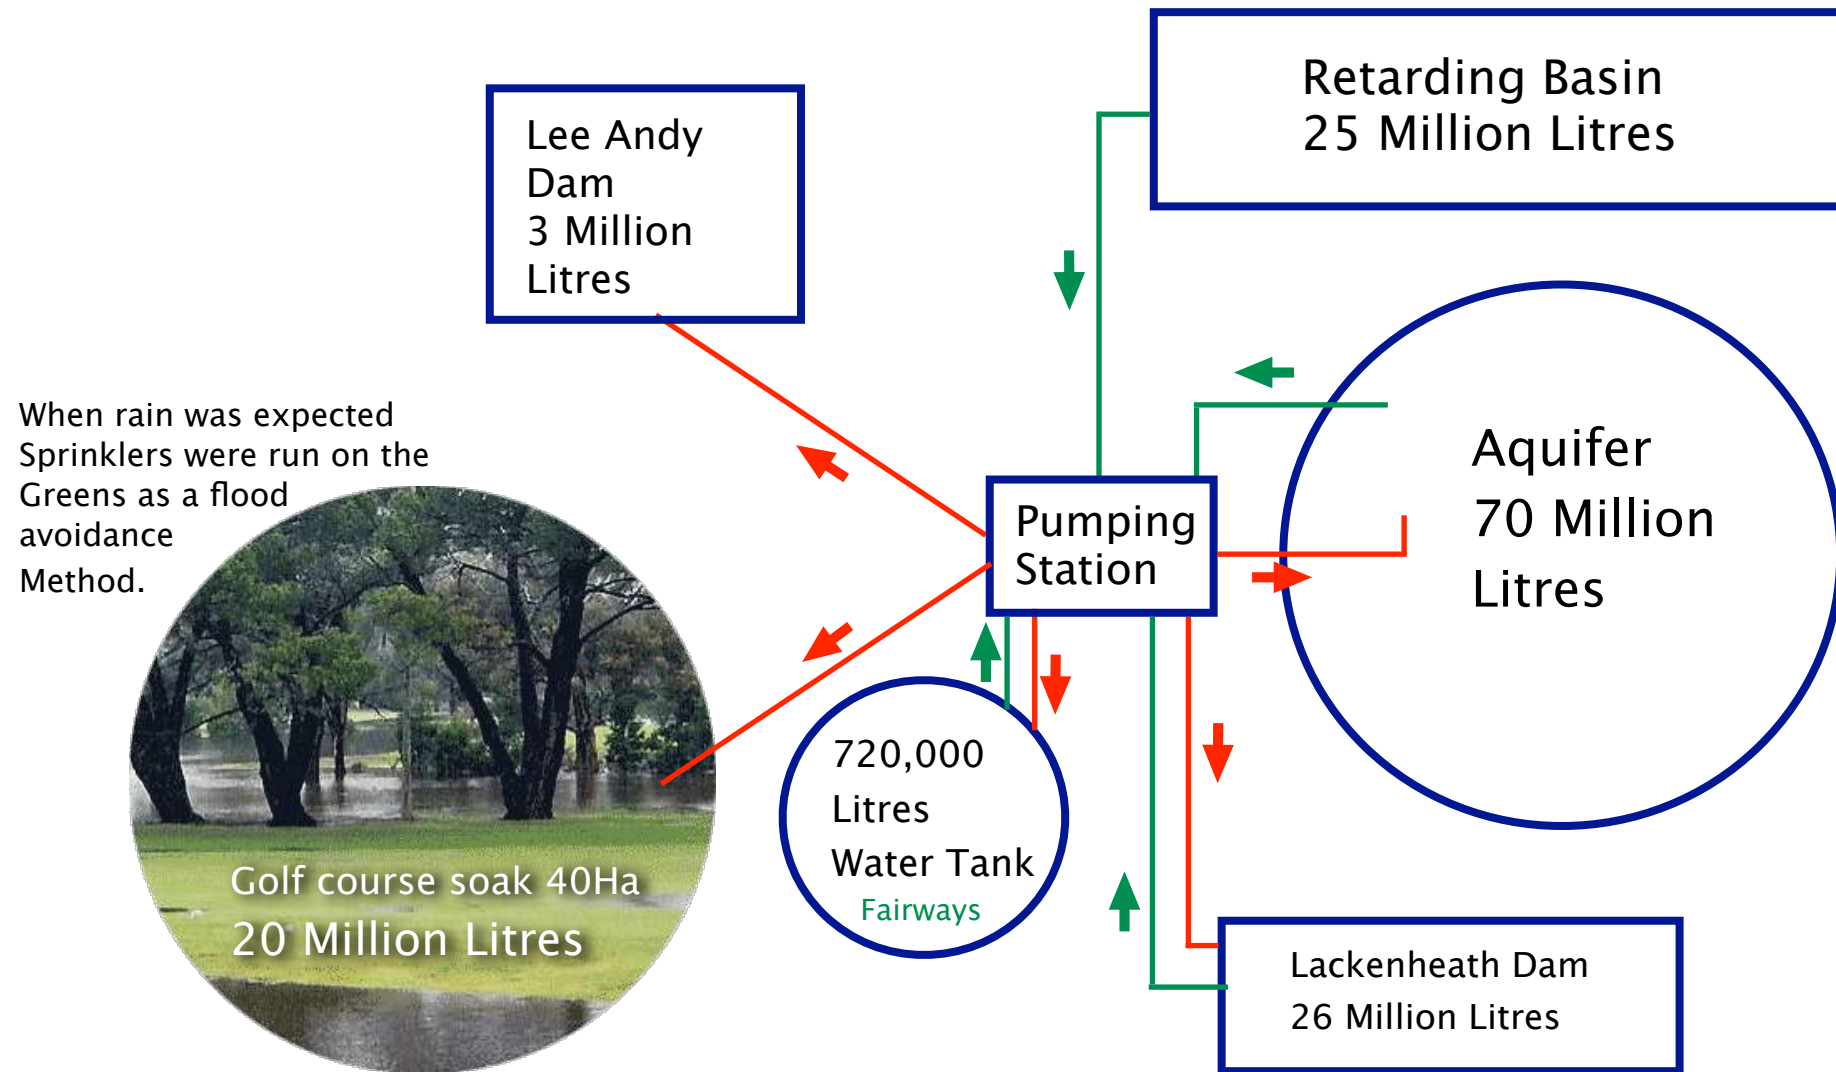 Retarding Basin
25 Million Litres
Lee Andy
Dam
3 Million
Litres
When rain was expected
Sprinklers were run on the
Greens as a flood
avoidance
Method.
Aquifer
70 Million
Litres
Pumping
Station
720,000
Litres
Water Tank
Fairways
Golf course soak 40Ha
20 Million Litres
Lackenheath Dam
26 Million Litres